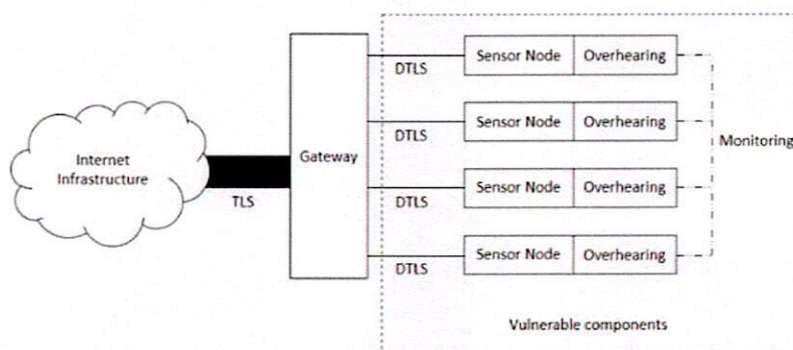 Internet
Infrastructure
TLS
Gateway
DTLS
Sensor Node
Overhearing
DTLS
Sensor Node
Overhearing
DTLS
Sensor Node
Overhearing
DTLS
Sensor Node
Overhearing
Monitoring
Vulnerable components